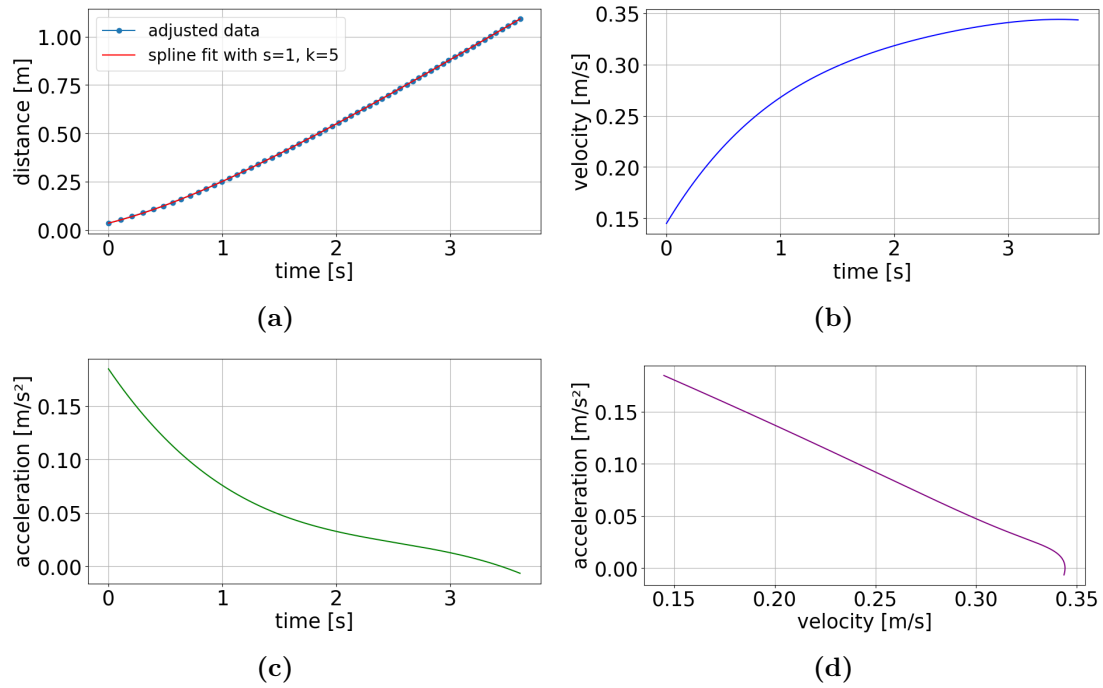 adjusted data
spline fit with s=1, k=5
distance [m]
1.00
0.75
0.50
0.25
0.00
0 1 2 3
time [s]
(a)
velocity [m/s]
0.35
0.30
0.25
0.20
0.15
0 1 2 3
time [s]
(b)
acceleration [m/s²]
0.15
0.10
0.05
0.00
0 1 2 3
time [s]
(c)
acceleration [m/s²]
0.15
0.10
0.05
0.00
0.15 0.20 0.25 0.30 0.35
velocity [m/s]
(d)